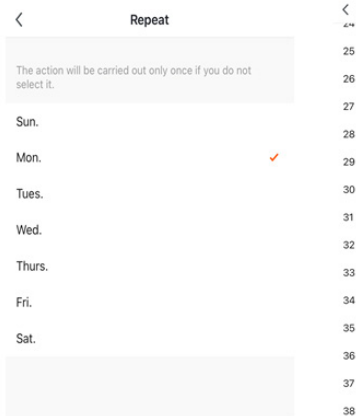 Repeat
The action will be carried out only once if you do not
select it.
Sun.
Mon.
Tues.
Wed.
Thurs.
Fri.
Sat.
24
25
26
27
28
29
30
31
32
33
34
35
36
37
38